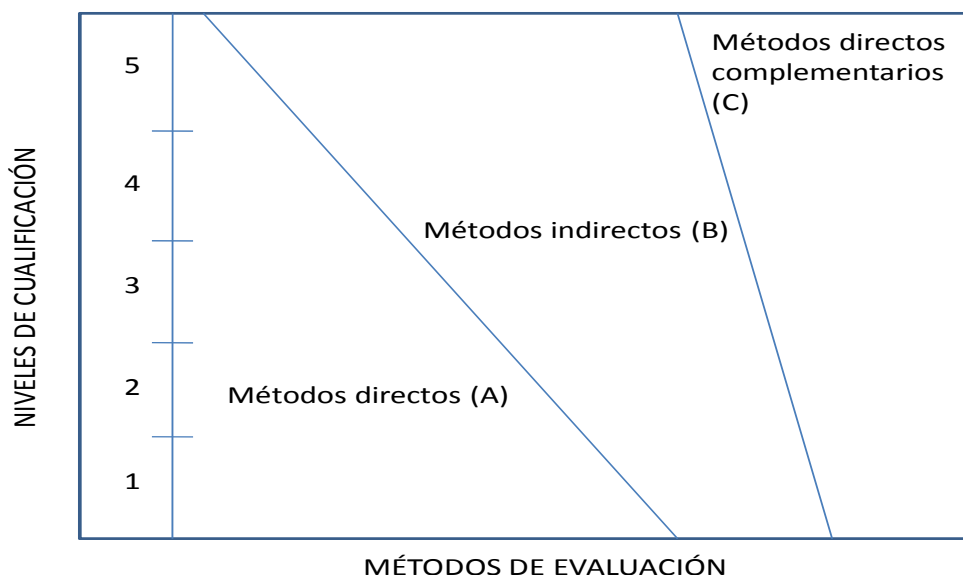 NIVELES DE CUALIFICACIÓN
5
4
3
2
1
Métodos directos
complementarios
(C)
Métodos indirectos (B)
Métodos directos (A)
MÉTODOS DE EVALUACIÓN